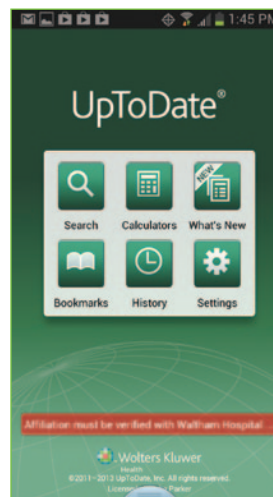 1:45 PM
UpToDate®
NEW
Search Calculators What's New
Bookmarks History Settings
Affiliation must be verified with Waltham Hospital
Wolters Kluwer
Health
©2011–2013 UpToDate, Inc. All rights reserved.
Parker